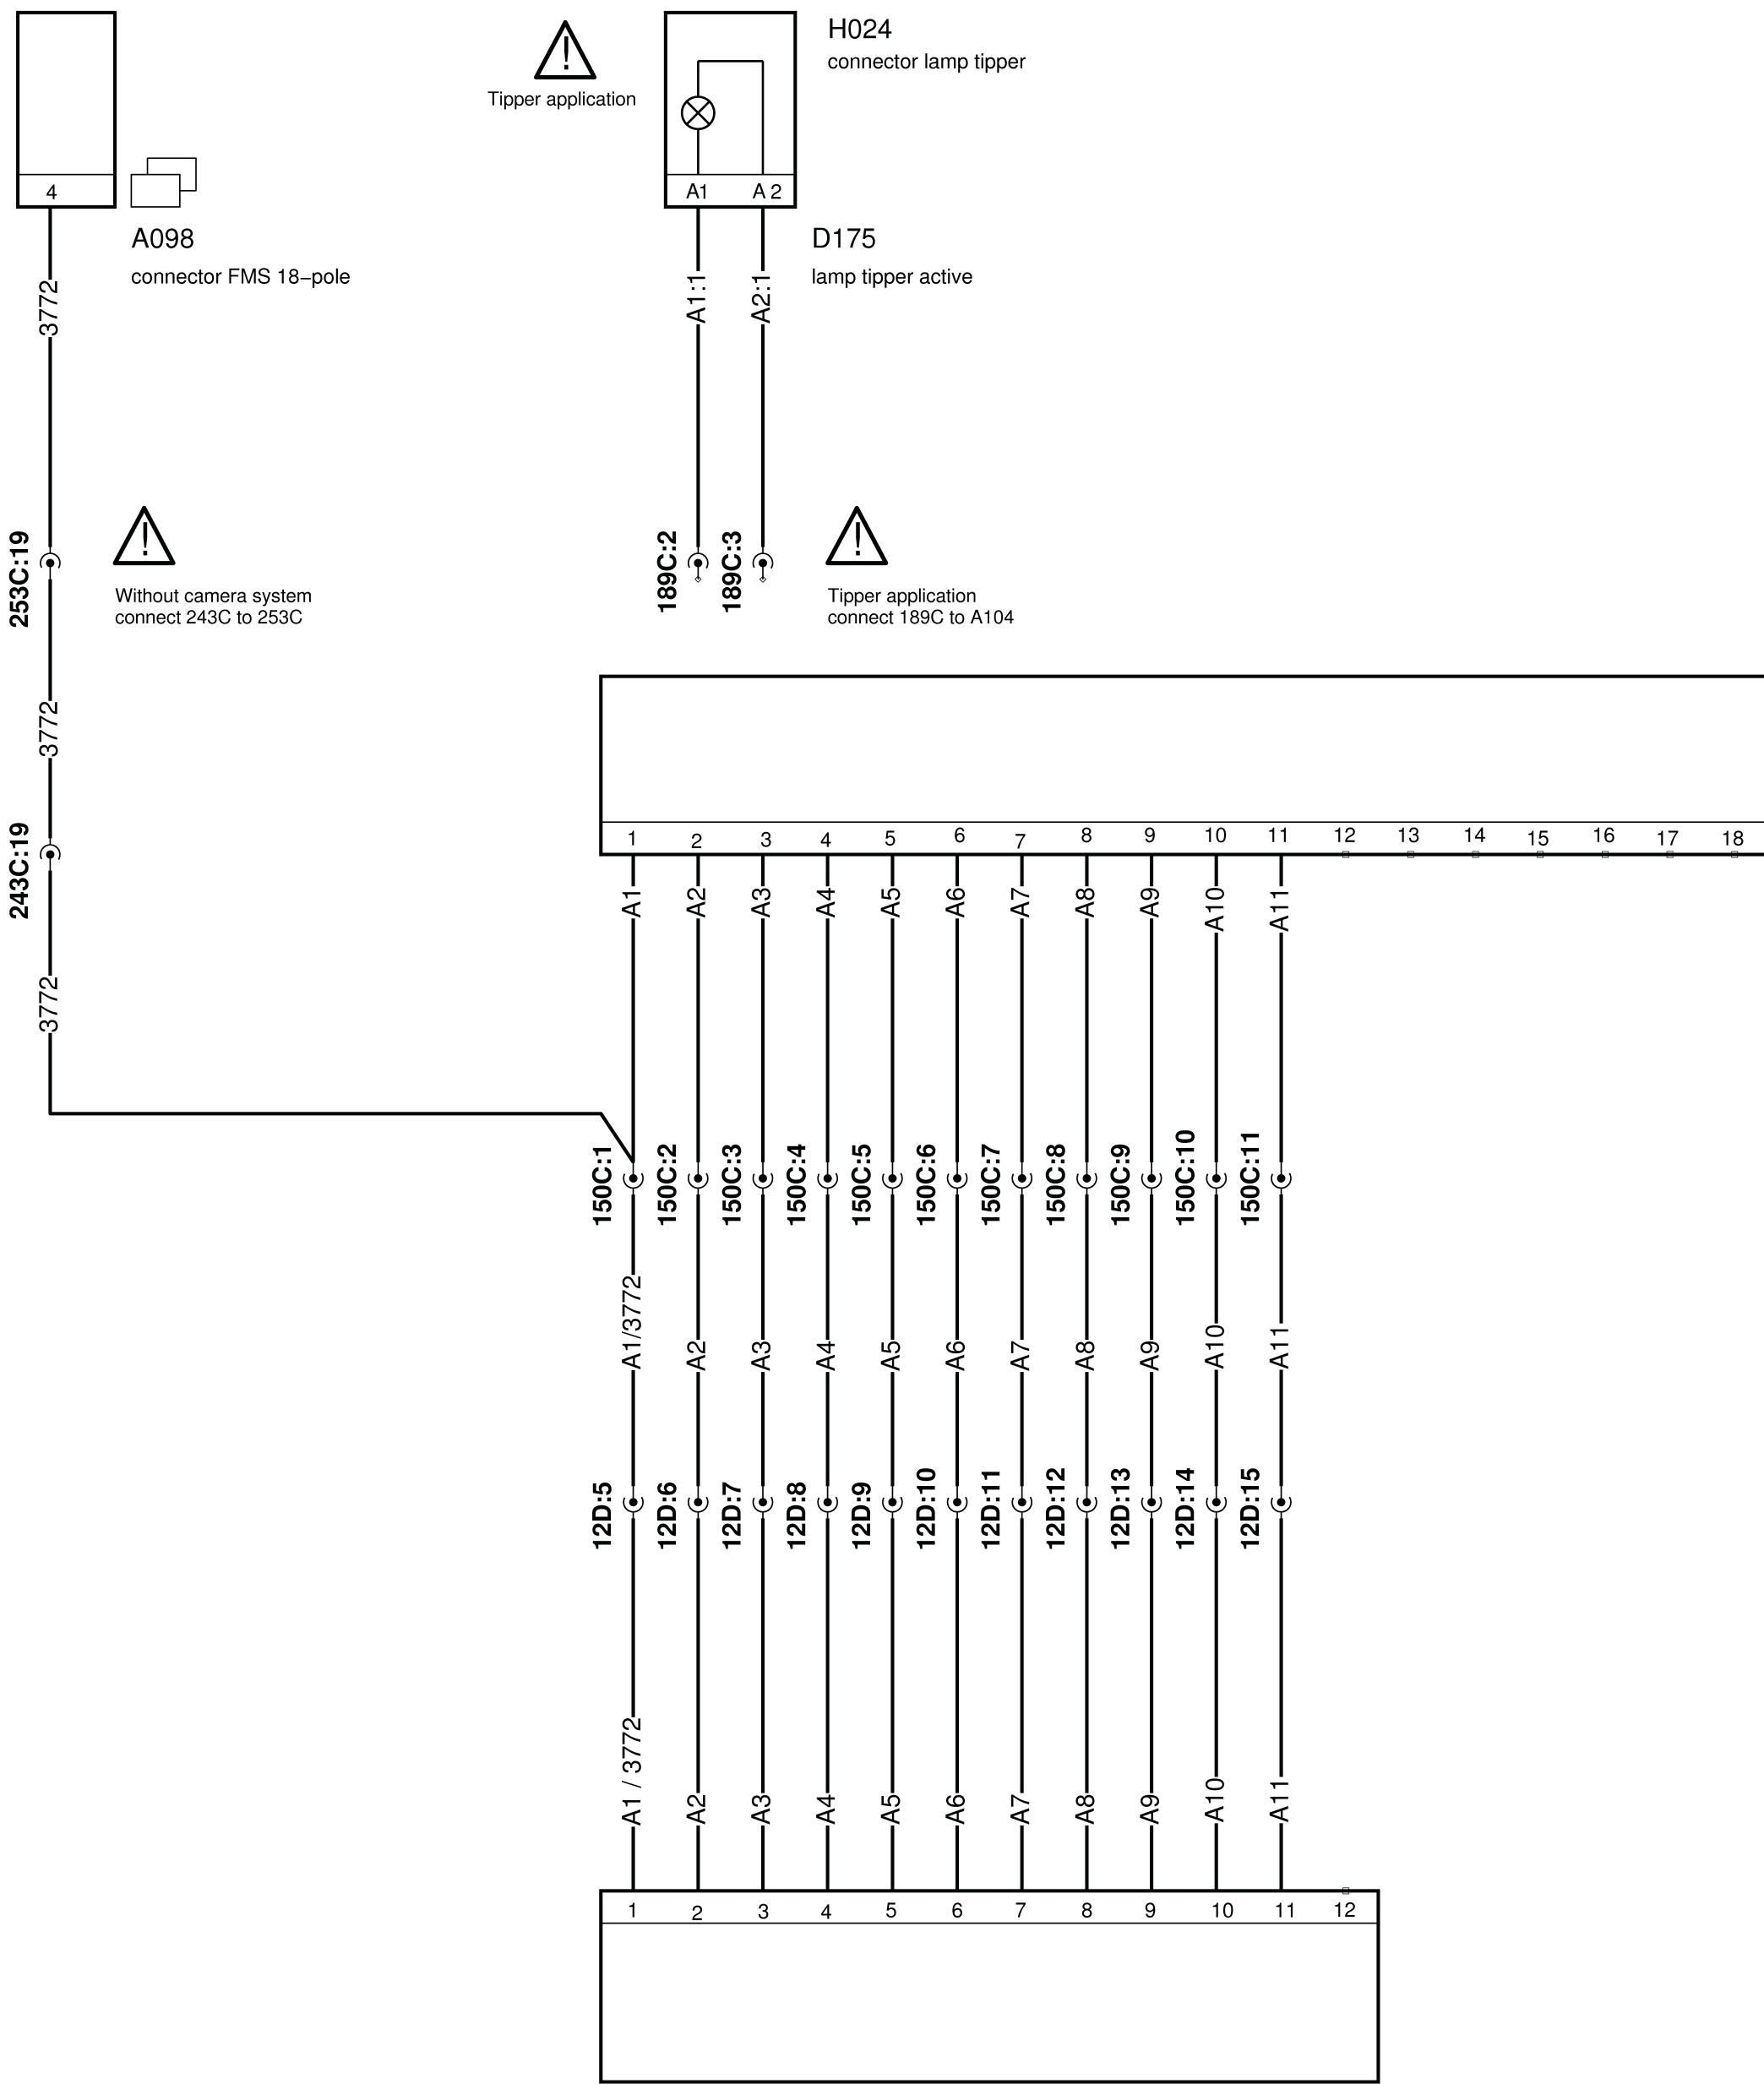 H024
connector lamp tipper
Tipper application
4
A1
A 2
A098
connector FMS 18−pole
D175
lamp tipper active
3772
A1:1
A2:1
253C:19
Without camera system
connect 243C to 253C
189C:2
189C:3
Tipper application
connect 189C to A104
3772
243C:19
3772
1 2 3 4 5 6 7 8 9 10 11 12 13 14 15 16 17 18
A1 A2 A3 A4 A5 A6 A7 A8 A9 A10 A11
150C:1 150C:2 150C:3 150C:4 150C:5 150C:6 150C:7 150C:8 150C:9 150C:10 150C:11
A1/3772 A2 A3 A4 A5 A6 A7 A8 A9 A10 A11
12D:5 12D:6 12D:7 12D:8 12D:9 12D:10 12D:11 12D:12 12D:13 12D:14 12D:15
A1 / 3772 A2 A3 A4 A5 A6 A7 A8 A9 A10 A11
1 2 3 4 5 6 7 8 9 10 11 12